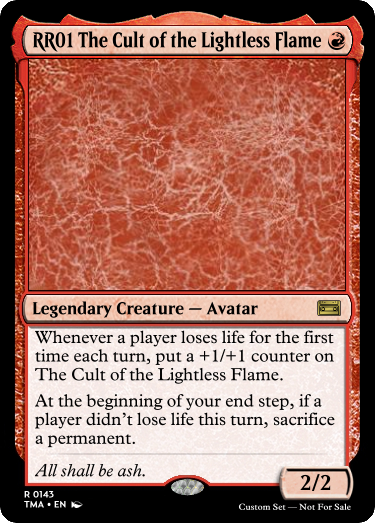 RR01 The Cult of the Lightless Flame
Legendary Creature — Avatar
Whenever a player loses life for the first
time each turn, put a +1/+1 counter on
The Cult of the Lightless Flame.
At the beginning of your end step, if a
player didn't lose life this turn, sacrifice
a permanent.
All shall be ash.
2/2
R 0143
TMA • EN
Custom Set — Not For Sale